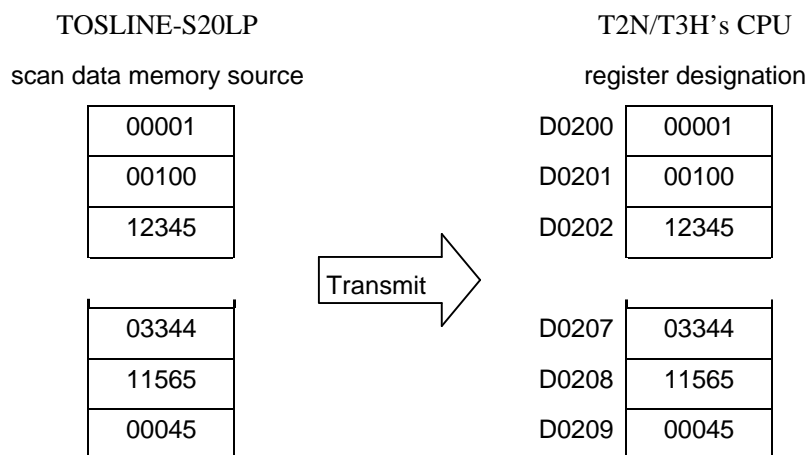 TOSLINE-S20LP T2N/T3H's CPU
scan data memory source register designation
00001 D0200 00001
00100 D0201 00100
12345 D0202 12345
Transmit
03344 D0207 03344
11565 D0208 11565
00045 D0209 00045